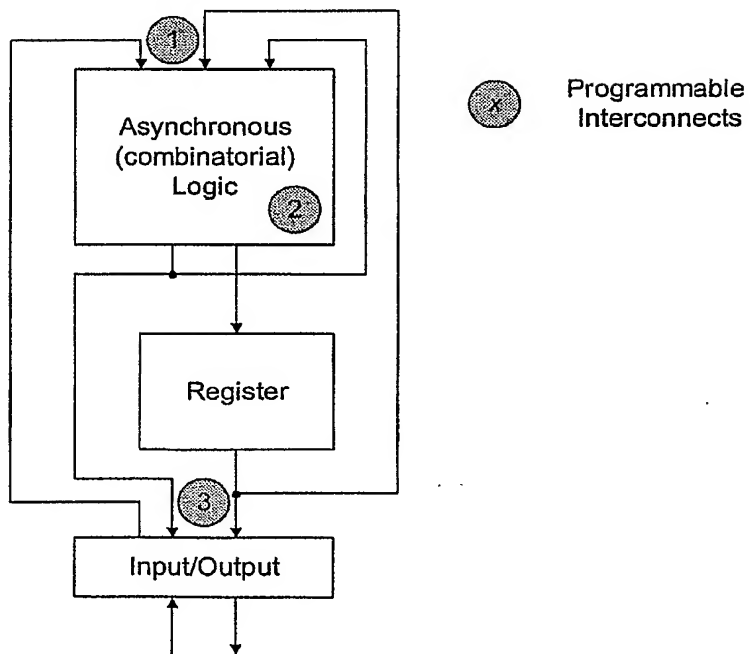 1
Asynchronous
(combinatorial)
Logic
2
Register
3
Input/Output
x
Programmable
Interconnects